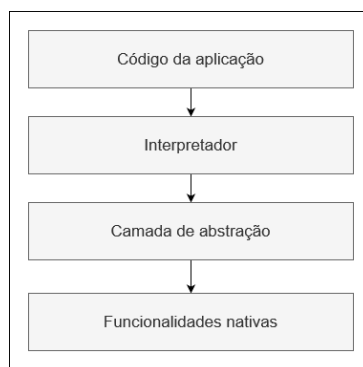 Código da aplicação
Interpretador
Camada de abstração
Funcionalidades nativas